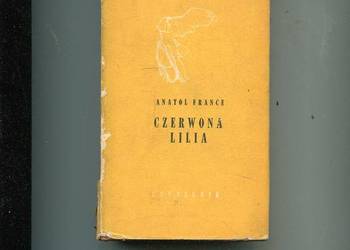 ANATOL FRANCE
CZERWONA
LILIA
CZYTELNIK